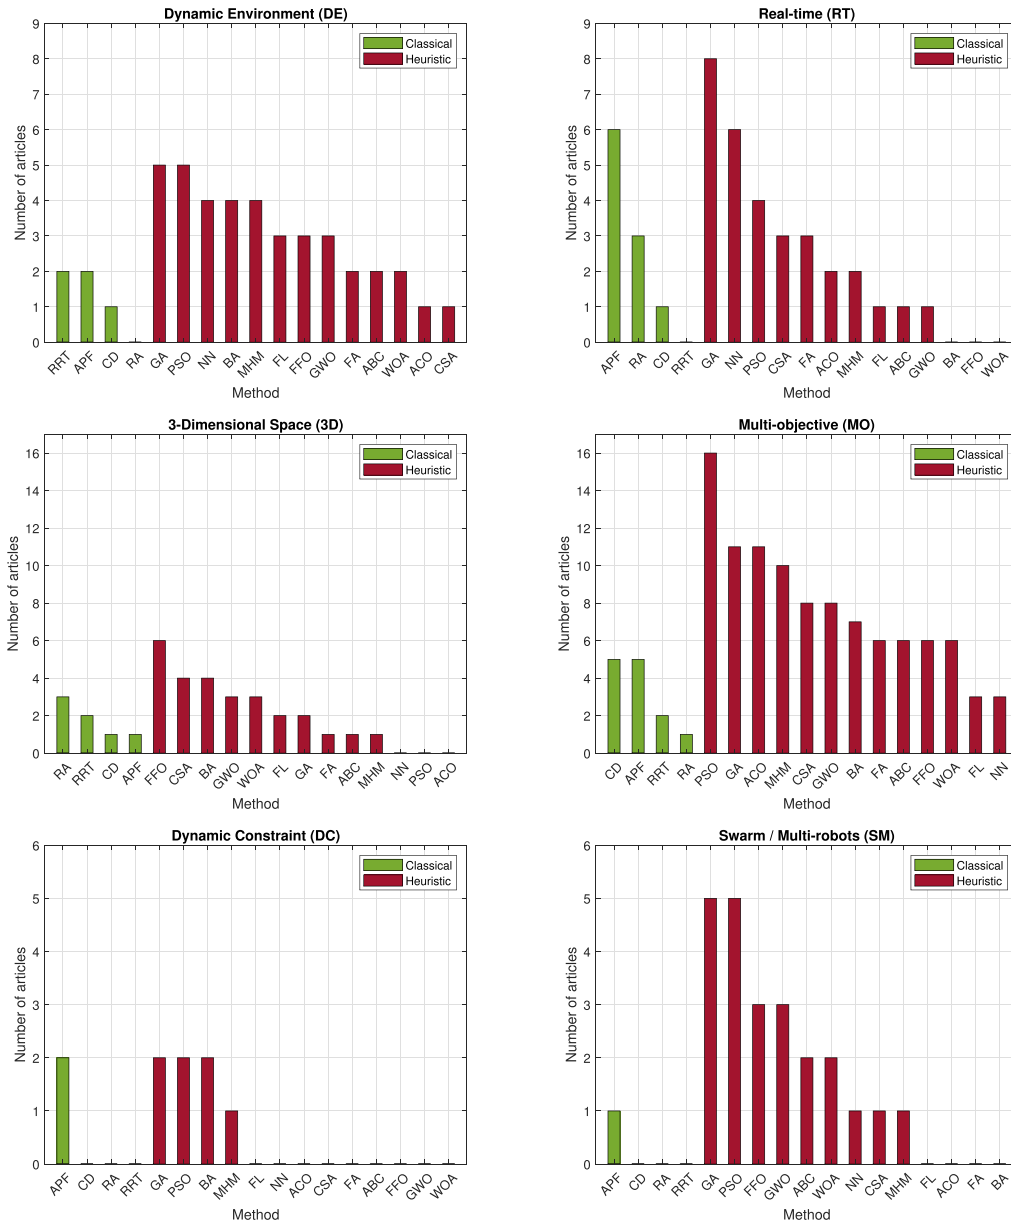 Dynamic Environment (DE)
9
8
7
6
5
4
3
2
1
0
Number of articles
Classical
Heuristic
RRT APF CD RA GA PSO NN BA MHM FL FFO GWO FA ABC WOA ACO CSA
Method
Real-time (RT)
9
8
7
6
5
4
3
2
1
0
Number of articles
Classical
Heuristic
APF RA CD RRT GA NN PSO CSA FA ACO MHM FL ABC GWO BA FFO WOA
Method
3-Dimensional Space (3D)
16
14
12
10
8
6
4
2
0
Number of articles
Classical
Heuristic
RA RRT CD APF FFO CSA BA GWO WOA FL GA FA ABC MHM NN PSO ACO
Method
Multi-objective (MO)
16
14
12
10
8
6
4
2
0
Number of articles
Classical
Heuristic
CD APF RRT RA PSO GA ACO MHM CSA GWO BA FA ABC FFO WOA FL NN
Method
Dynamic Constraint (DC)
6
5
4
3
2
1
0
Number of articles
Classical
Heuristic
APF CD RA RRT GA PSO BA MHM FL NN ACO CSA FA ABC FFO GWO WOA
Method
Swarm / Multi-robots (SM)
6
5
4
3
2
1
0
Number of articles
Classical
Heuristic
APF CD RA RRT GA PSO FFO GWO ABC WOA NN CSA MHM FL ACO FA BA
Method